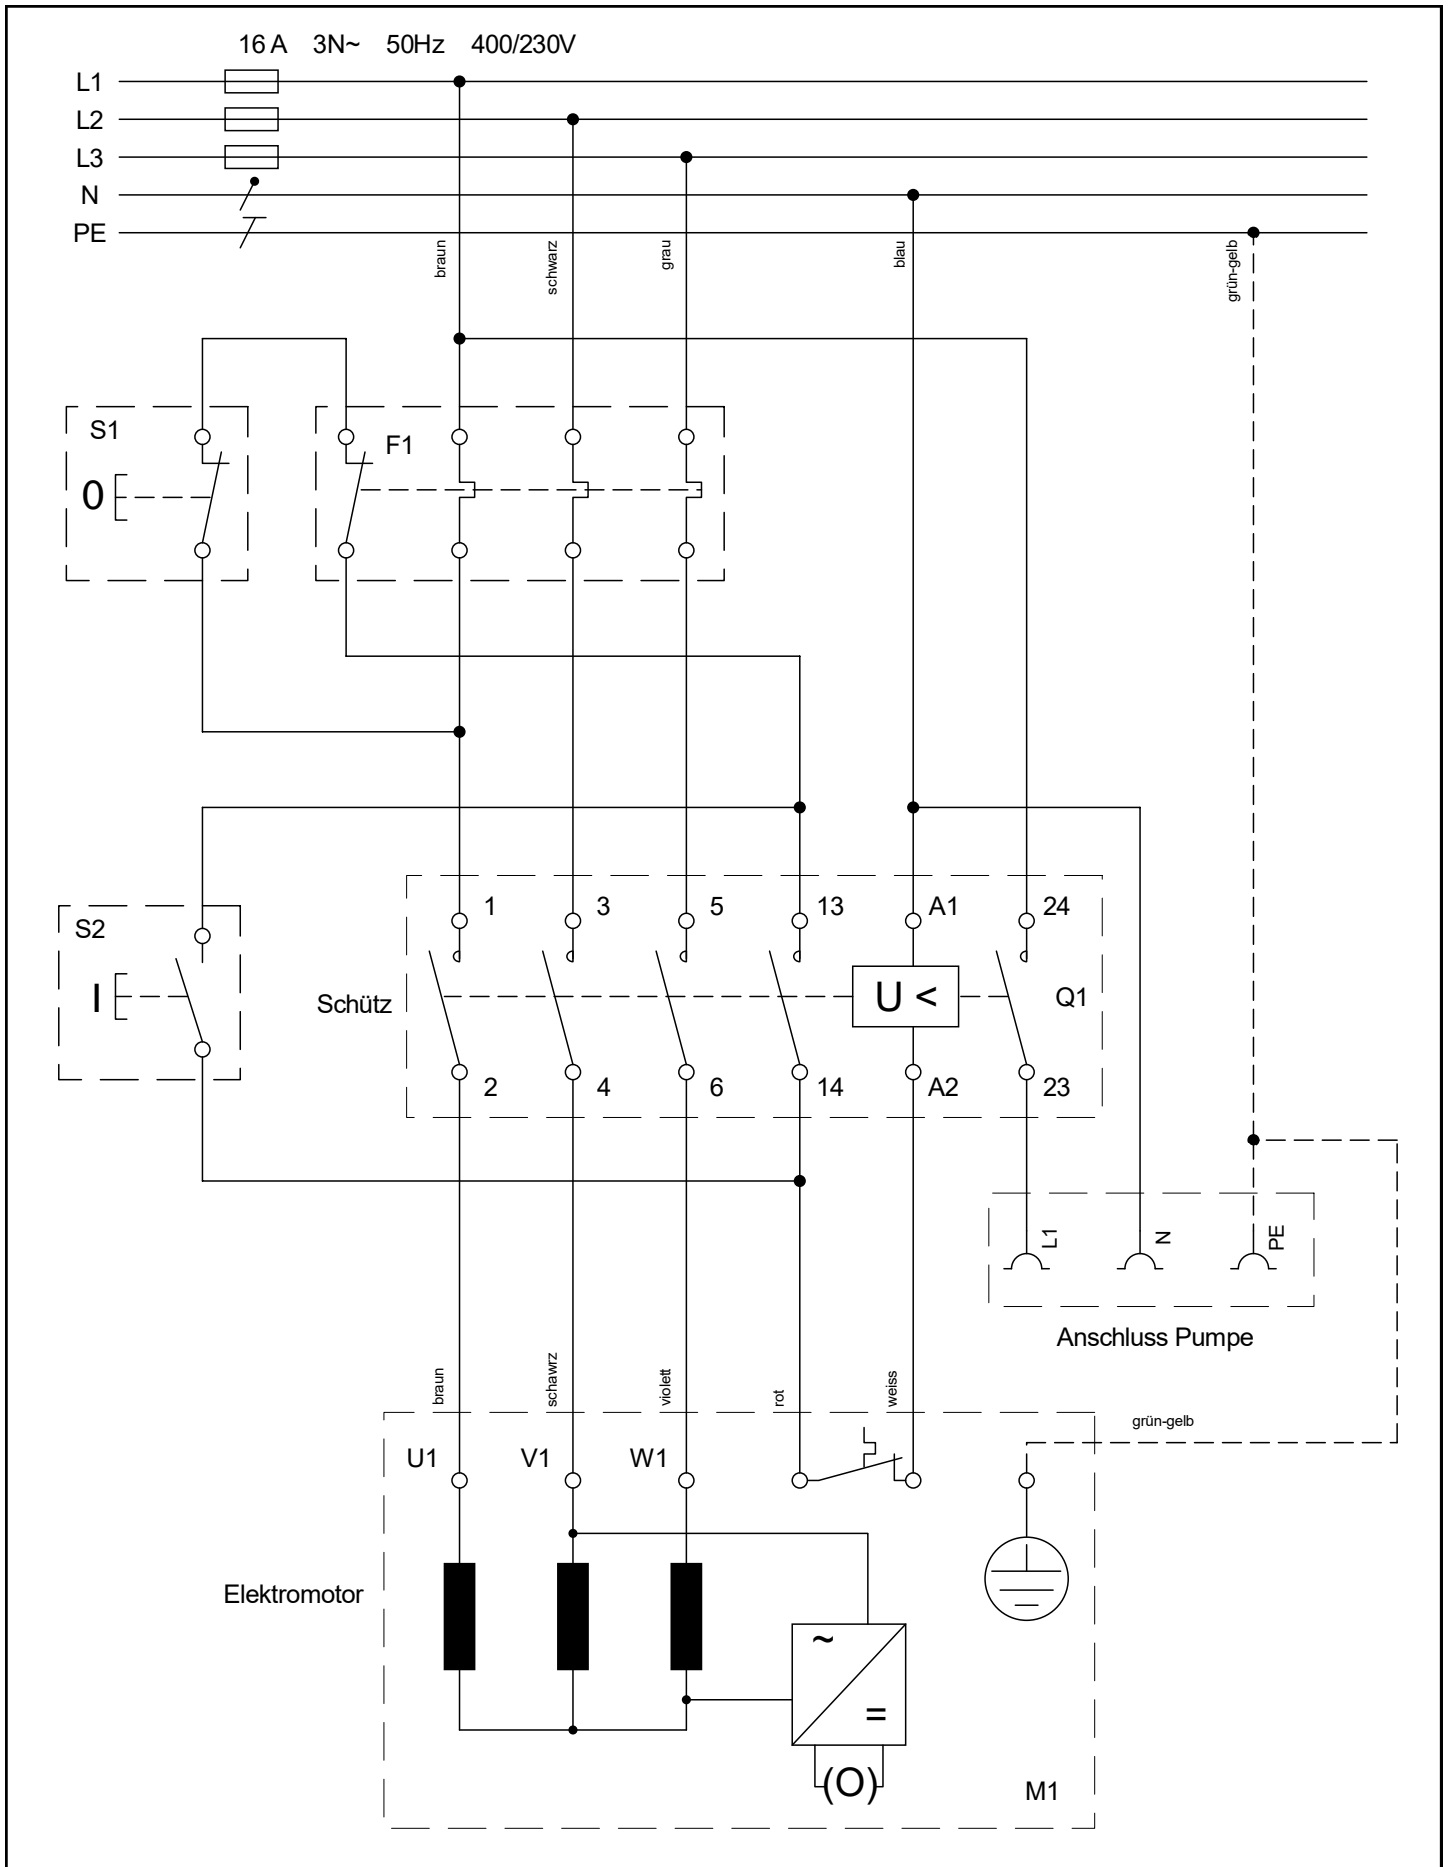 16 A 3N~ 50Hz 400/230V
L1
L2
L3
N
PE
braun
schwarz
grau
blau
grün-gelb
S1
0
F1
1
3
5
13
A1
24
S2
I
Schütz
U <
Q1
2
4
6
14
A2
23
L1
N
PE
Anschluss Pumpe
braun
schawrz
violett
rot
weiss
grün-gelb
U1
V1
W1
Elektromotor
~
=
(O)
M1